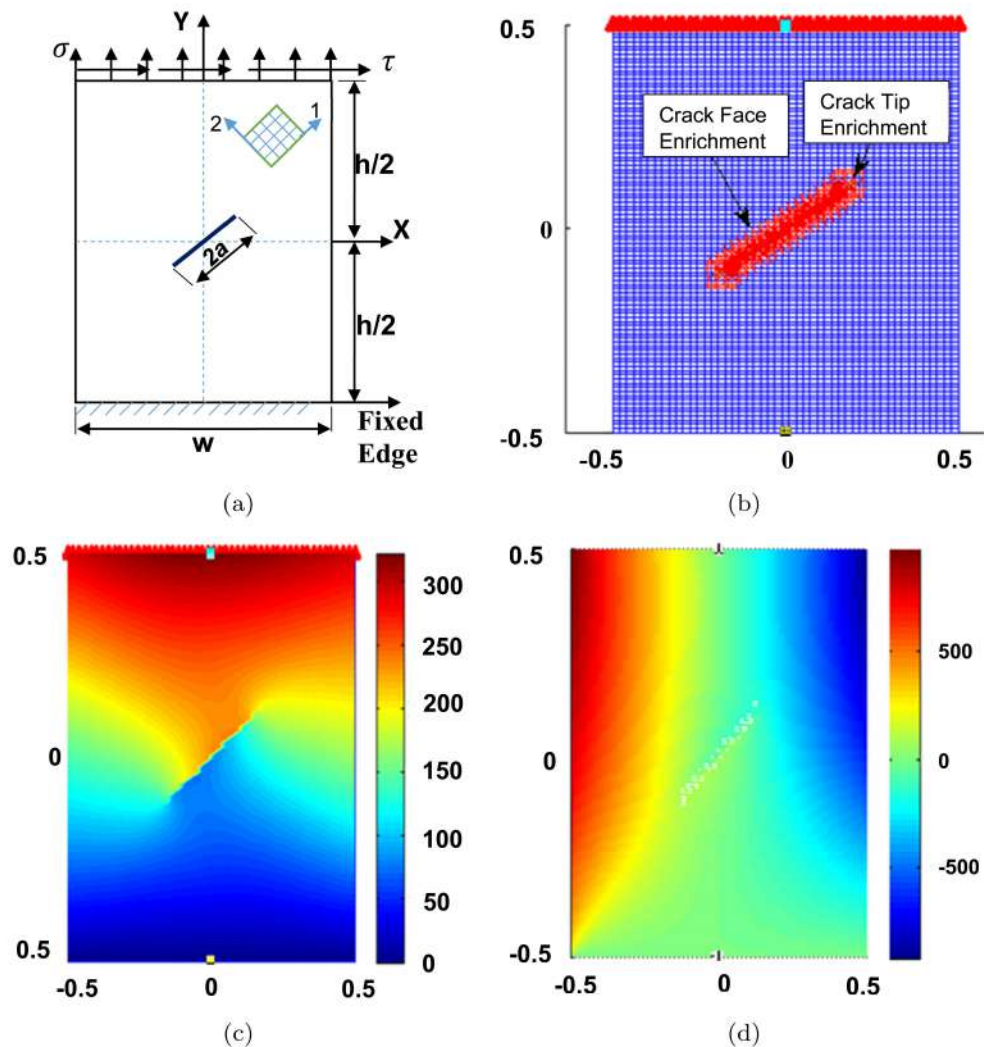 σ Y τ
2 1
h/2
X
2a
h/2
w
Fixed
Edge
(a)
0.5
0
-0.5
Crack Face
Enrichment
Crack Tip
Enrichment
-0.5 0 0.5
(b)
0.5
0
0.5
-0.5 0 0.5
300
250
200
150
100
50
0
(c)
0.5
0
-0.5
-0.5 0 0.5
500
0
-500
(d)